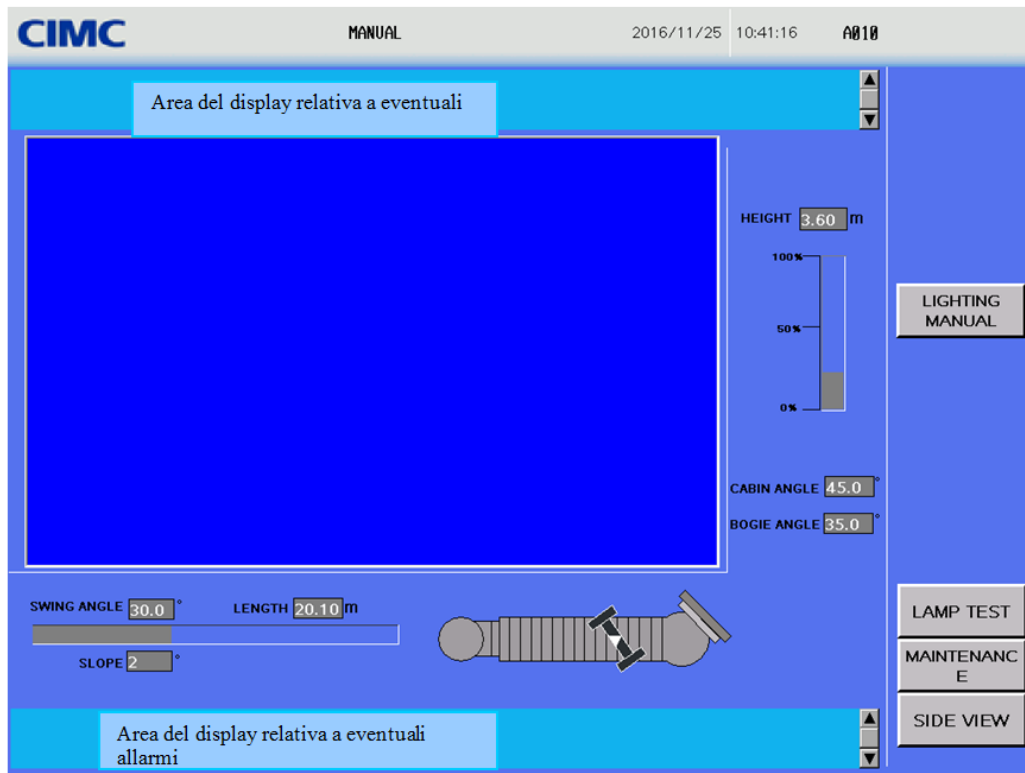 CIMC MANUAL 2016/11/25 10:41:16 A010
Area del display relativa a eventuali
HEIGHT 3.60 m
100%
50%
0%
LIGHTING
MANUAL
CABIN ANGLE 45.0 °
BOGIE ANGLE 35.0 °
SWING ANGLE 30.0 ° LENGTH 20.10 m
SLOPE 2 °
LAMP TEST
MAINTENANC
E
SIDE VIEW
Area del display relativa a eventuali
allarmi